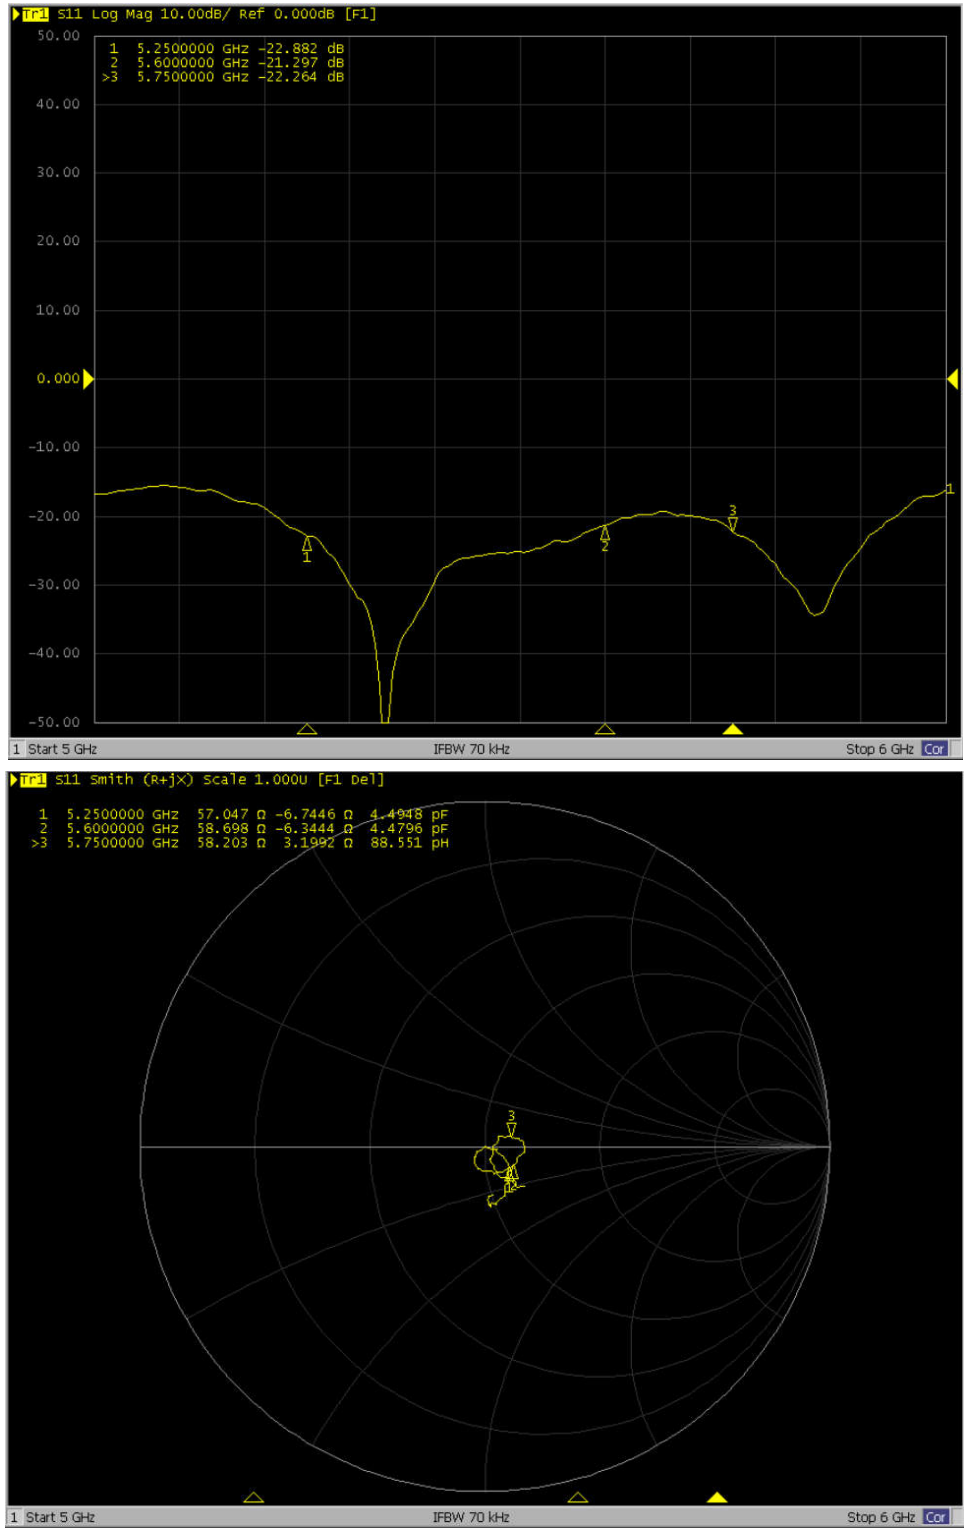 Tr1 S11 Log Mag 10.00dB/ Ref 0.000dB [F1]
50.00
1 5.2500000 GHz -22.882 dB
2 5.6000000 GHz -21.297 dB
>3 5.7500000 GHz -22.264 dB
40.00
30.00
20.00
10.00
0.000
-10.00
-20.00
-30.00
-40.00
-50.00
1
2
3
1
1 Start 5 GHz IFBW 70 kHz Stop 6 GHz Cor
Tr1 S11 Smith (R+jX) Scale 1.000U [F1 Del]
1 5.2500000 GHz 57.047 Ω -6.7446 Ω 4.4948 pF
2 5.6000000 GHz 58.698 Ω -6.3444 Ω 4.4796 pF
>3 5.7500000 GHz 58.203 Ω 3.1992 Ω 88.551 pH
3
1
2
1 Start 5 GHz IFBW 70 kHz Stop 6 GHz Cor